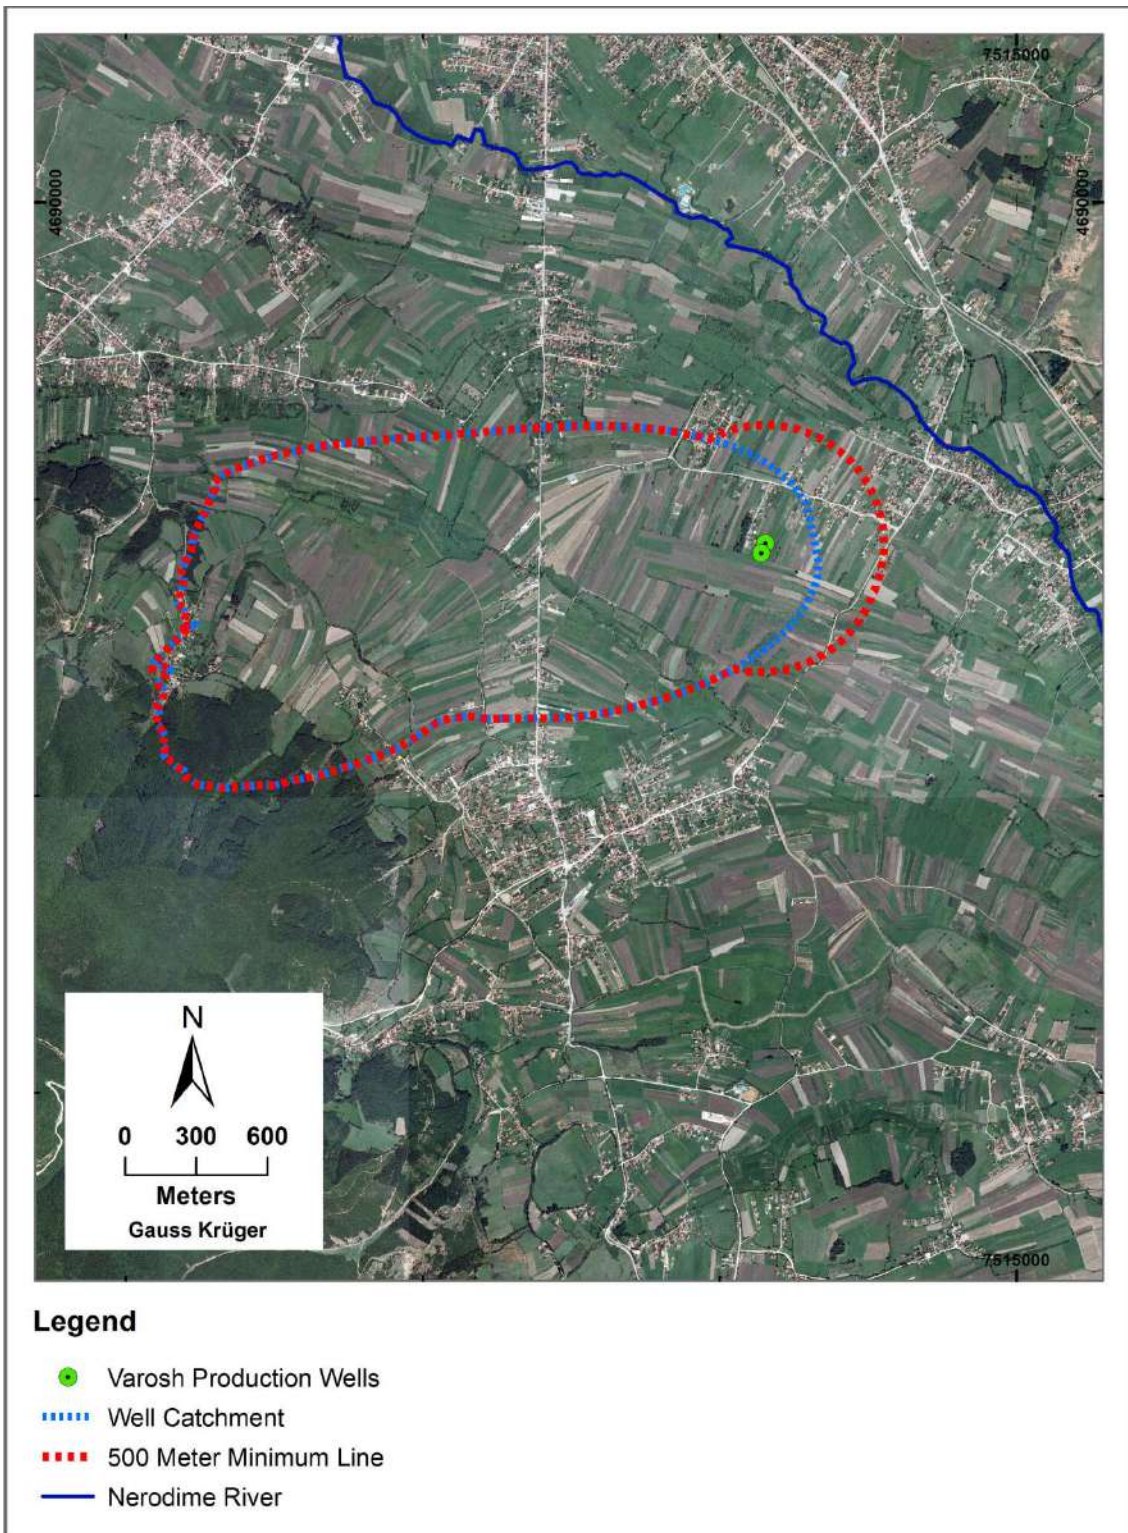 7515000
4690000
4690000
N
0 300 600
Meters
Gauss Krüger
7515000
Legend
Varosh Production Wells
Well Catchment
500 Meter Minimum Line
Nerodime River